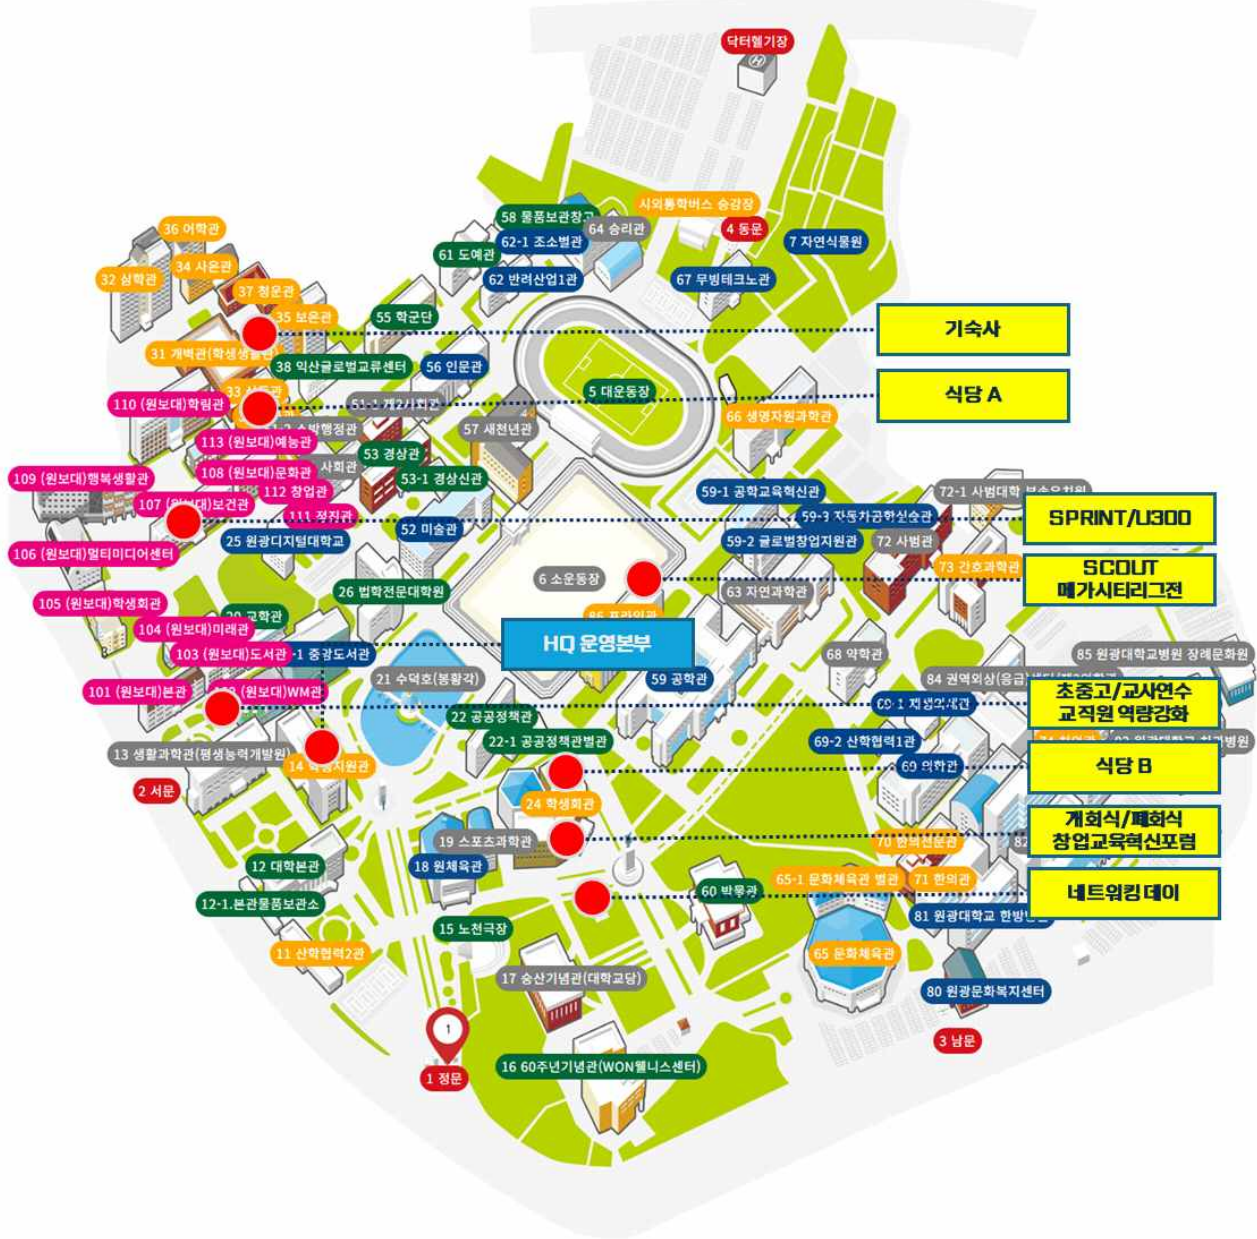 닥터헬기장
시외통학버스 승강장
4 동문
7 자연식물원
58 물품보관창고
64 승리관
62-1 조소별관
61 도예관
62 반려산업1관
67 무빙테크노관
36 어학관
34 사은관
32 심학관
37 청운관
35 보은관
55 학군단
기숙사
31 개벽관(학생생활관)
38 익산글로벌교류센터
56 인문관
5 대운동장
식당 A
110 (원보대)학림관
66 생명자원과학관
57 새천년관
113 (원보대)예능관
53 경상관
109 (원보대)행복생활관
108 (원보대)문화관
사회관
53-1 경상신관
112 창업관
107 (원보대)보건관
111 정진관
59-1 공학교육혁신관
72-1 사범대학 부속유치원
59-3 자동차공학실습관
SPRINT/U300
25 원광디지털대학교
52 미술관
59-2 글로벌창업지원관
72 사범관
106 (원보대)멀티미디어센터
6 소운동장
73 간호과학관
SCOUT
메가시티리그전
26 법학전문대학원
63 자연과학관
105 (원보대)학생회관
104 (원보대)미래관
86 프라임관
HQ 운영본부
103 (원보대)도서관
-1 중앙도서관
68 약학관
85 원광대학교병원 장례문화원
21 수덕호(봉황각)
59 공학관
101 (원보대)본관
(원보대)WM관
초중고/교사연수
교직원 역량강화
22 공공정책관
22-1 공공정책관별관
69-2 산학협력1관
13 생활과학관(평생능력개발원)
69 의학관
식당 B
2 서문
24 학생회관
개회식/폐회식
창업교육혁신포럼
19 스포츠과학관
12 대학본관
18 원체육관
70 한의전문관
65-1 문화체육관 별관
71 한의관
네트워킹 데이
12-1.본관물품보관소
60 박물관
81 원광대학교 한방병원
15 노천극장
11 산학협력2관
65 문화체육관
17 숭산기념관(대학교당)
80 원광문화복지센터
1
3 남문
16 60주년기념관(WON웰니스센터)
1 정문